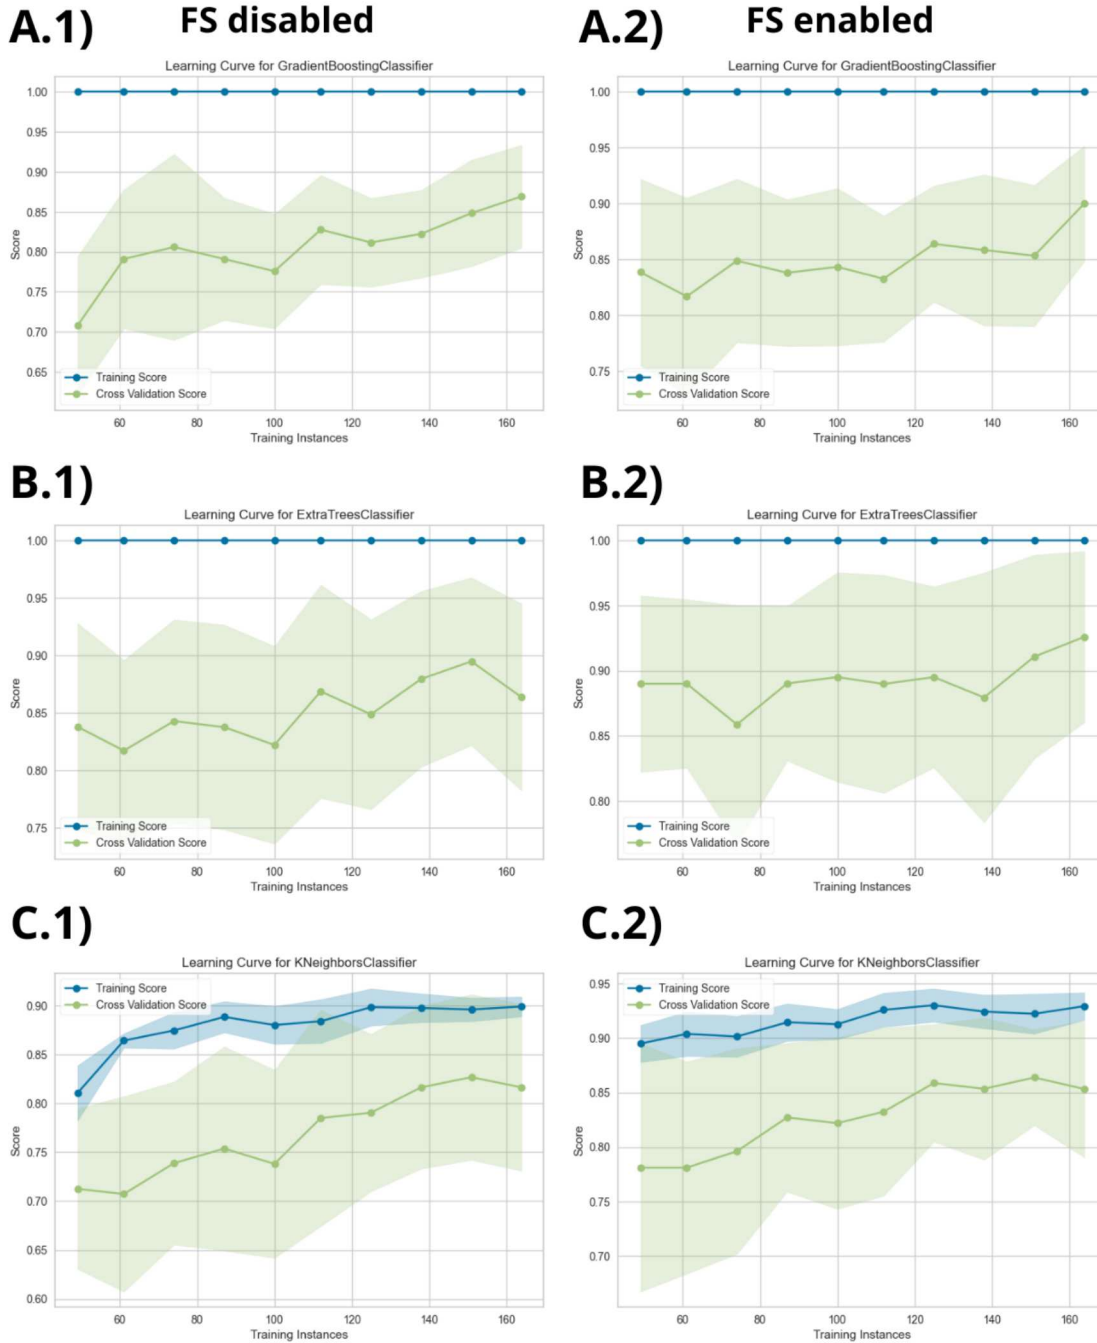 A.1) FS disabled
Learning Curve for GradientBoostingClassifier
1.00
0.95
0.90
0.85
0.80
0.75
0.70
0.65
Score
Training Score
Cross Validation Score
60 80 100 120 140 160
Training Instances
A.2) FS enabled
Learning Curve for GradientBoostingClassifier
1.00
0.95
0.90
0.85
0.80
0.75
Score
Training Score
Cross Validation Score
60 80 100 120 140 160
Training Instances
B.1)
Learning Curve for ExtraTreesClassifier
1.00
0.95
0.90
0.85
0.80
0.75
Score
Training Score
Cross Validation Score
60 80 100 120 140 160
Training Instances
B.2)
Learning Curve for ExtraTreesClassifier
1.00
0.95
0.90
0.85
0.80
Score
Training Score
Cross Validation Score
60 80 100 120 140 160
Training Instances
C.1)
Learning Curve for KNeighborsClassifier
Training Score
Cross Validation Score
0.90
0.85
0.80
0.75
0.70
0.65
0.60
Score
60 80 100 120 140 160
Training Instances
C.2)
Learning Curve for KNeighborsClassifier
Training Score
Cross Validation Score
0.95
0.90
0.85
0.80
0.75
0.70
Score
60 80 100 120 140 160
Training Instances